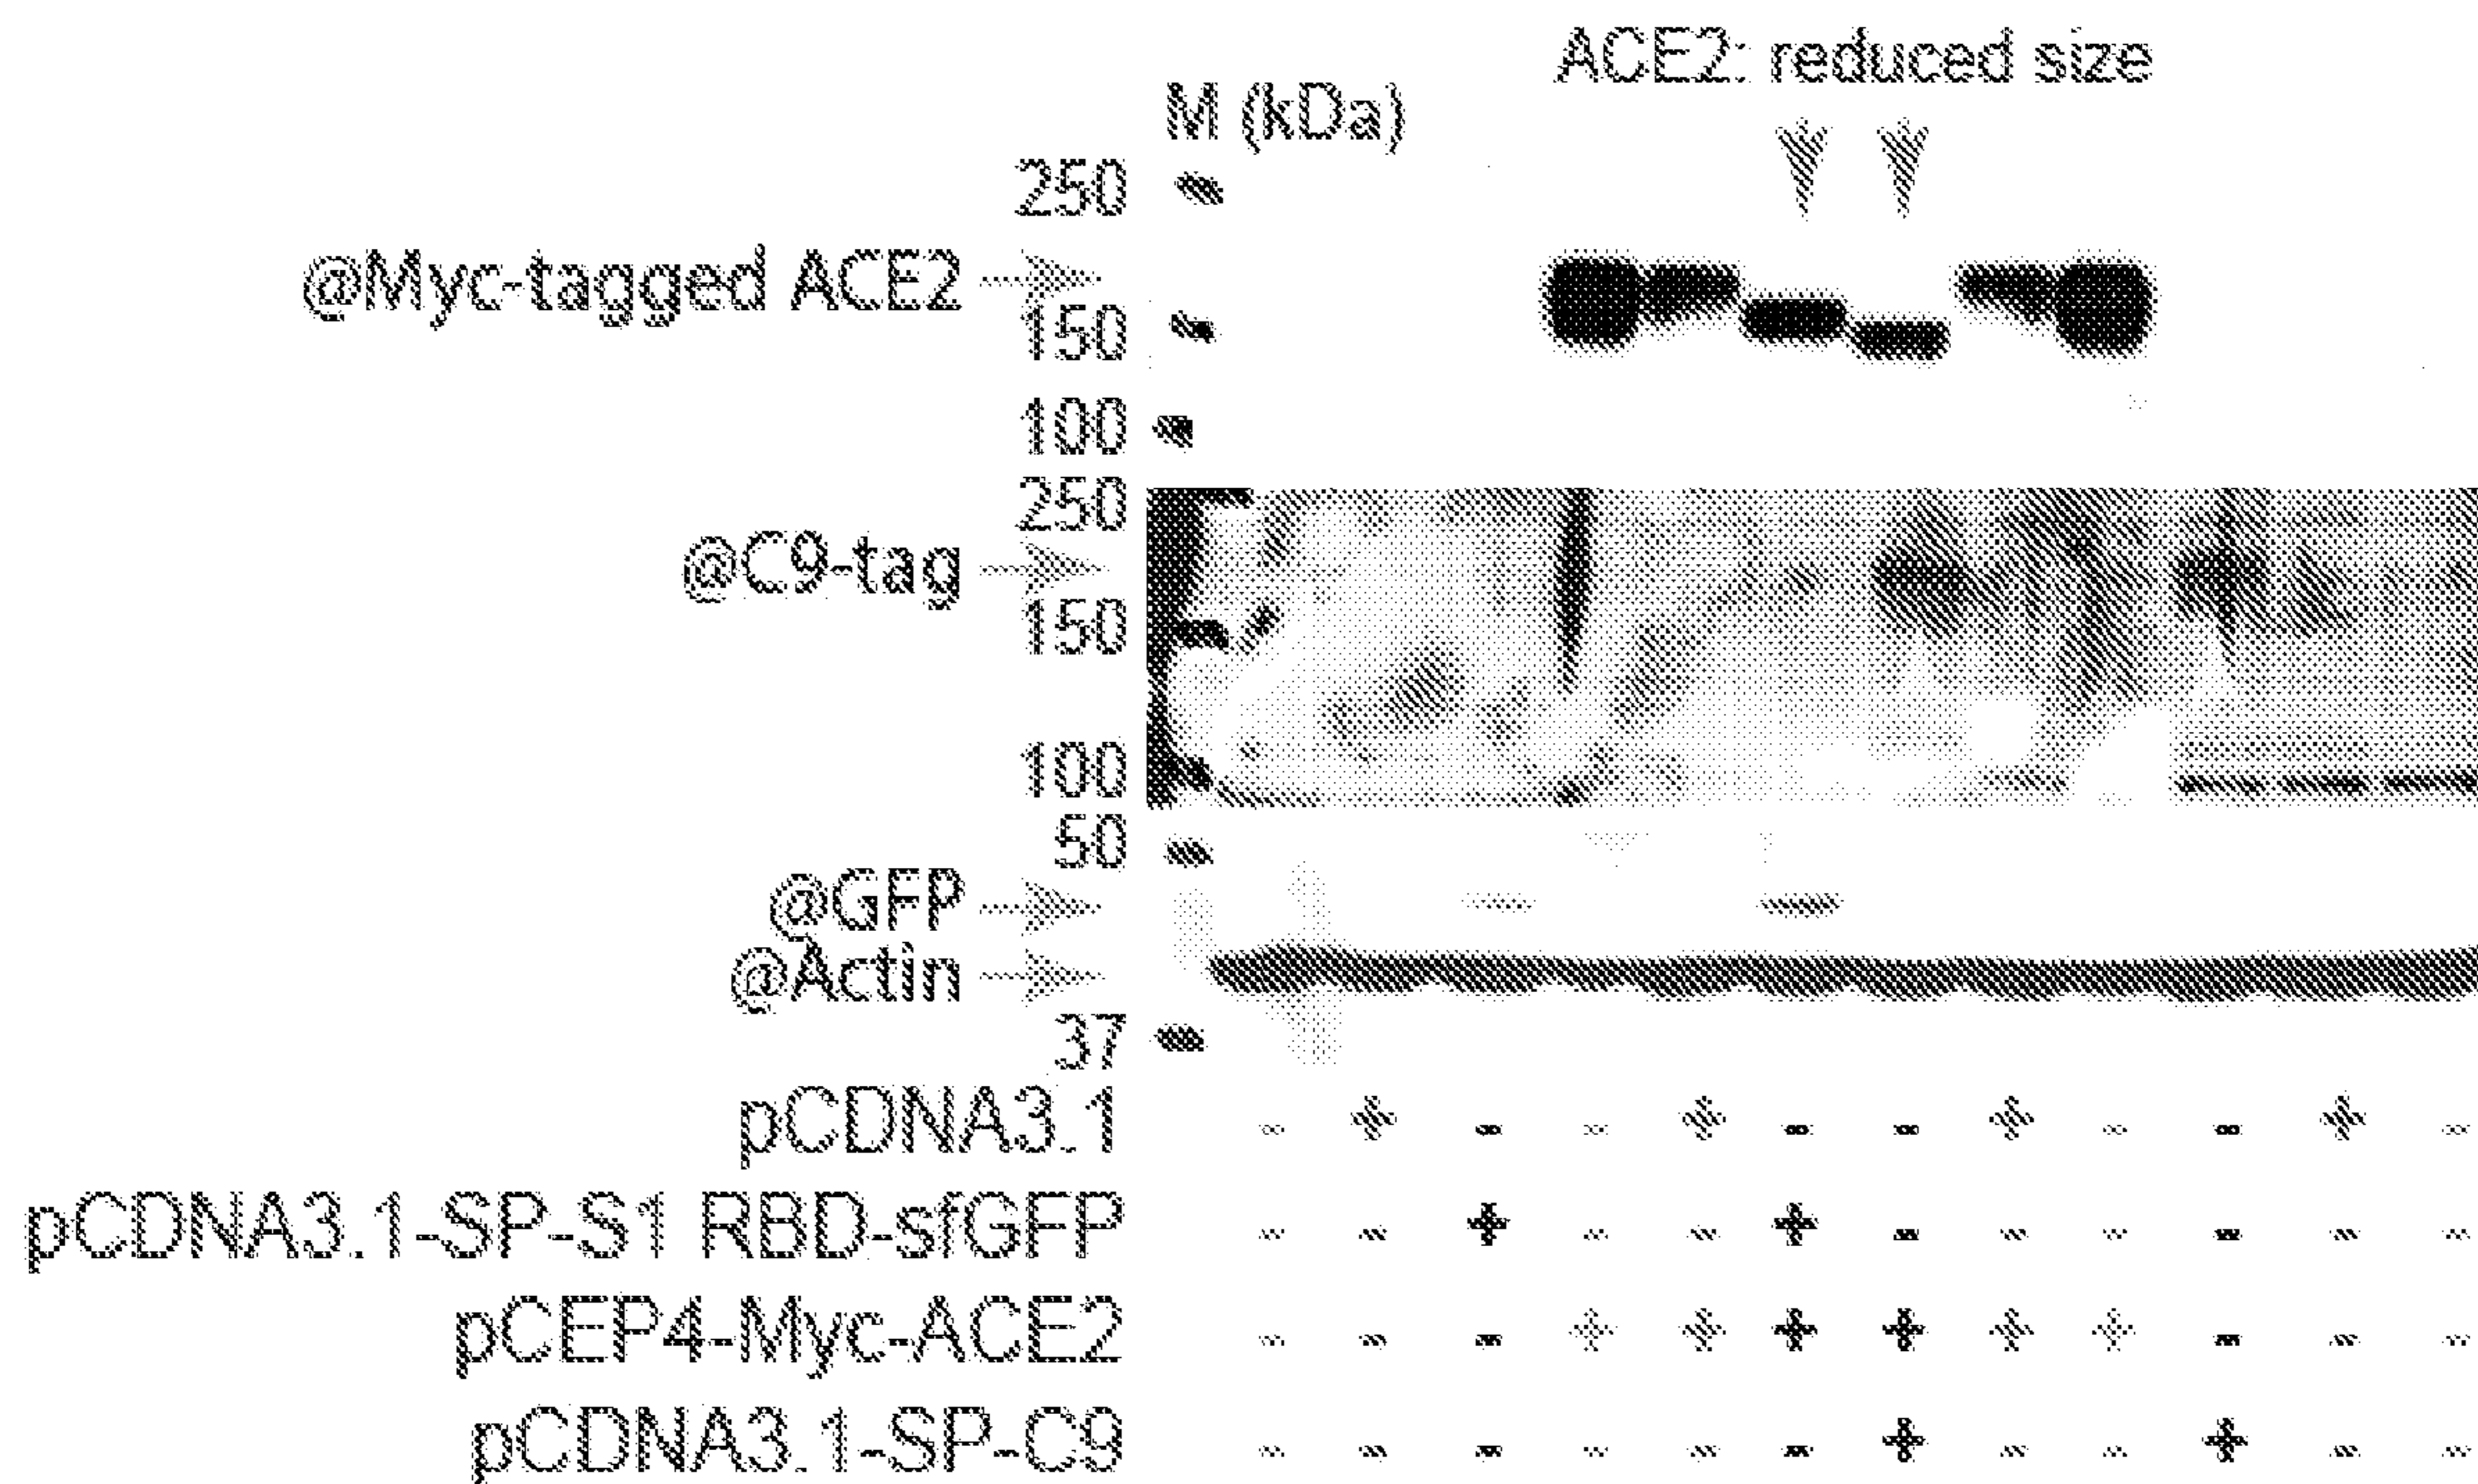 ACE2: reduced size
M (kDa)
250
@Myc-tagged ACE2
150
100
250
@C9-tag
150
100
50
@GFP
@Actin
37
pCDNA3.1 - + - - + - - + - - + -
pCDNA3.1-SP-S1 RBD-sfGFP - - + - - + - - - - - -
pCEP4-Myc-ACE2 - - - + + + + + + - - -
pCDNA3.1-SP-C9 - - - - - - + - - + - -